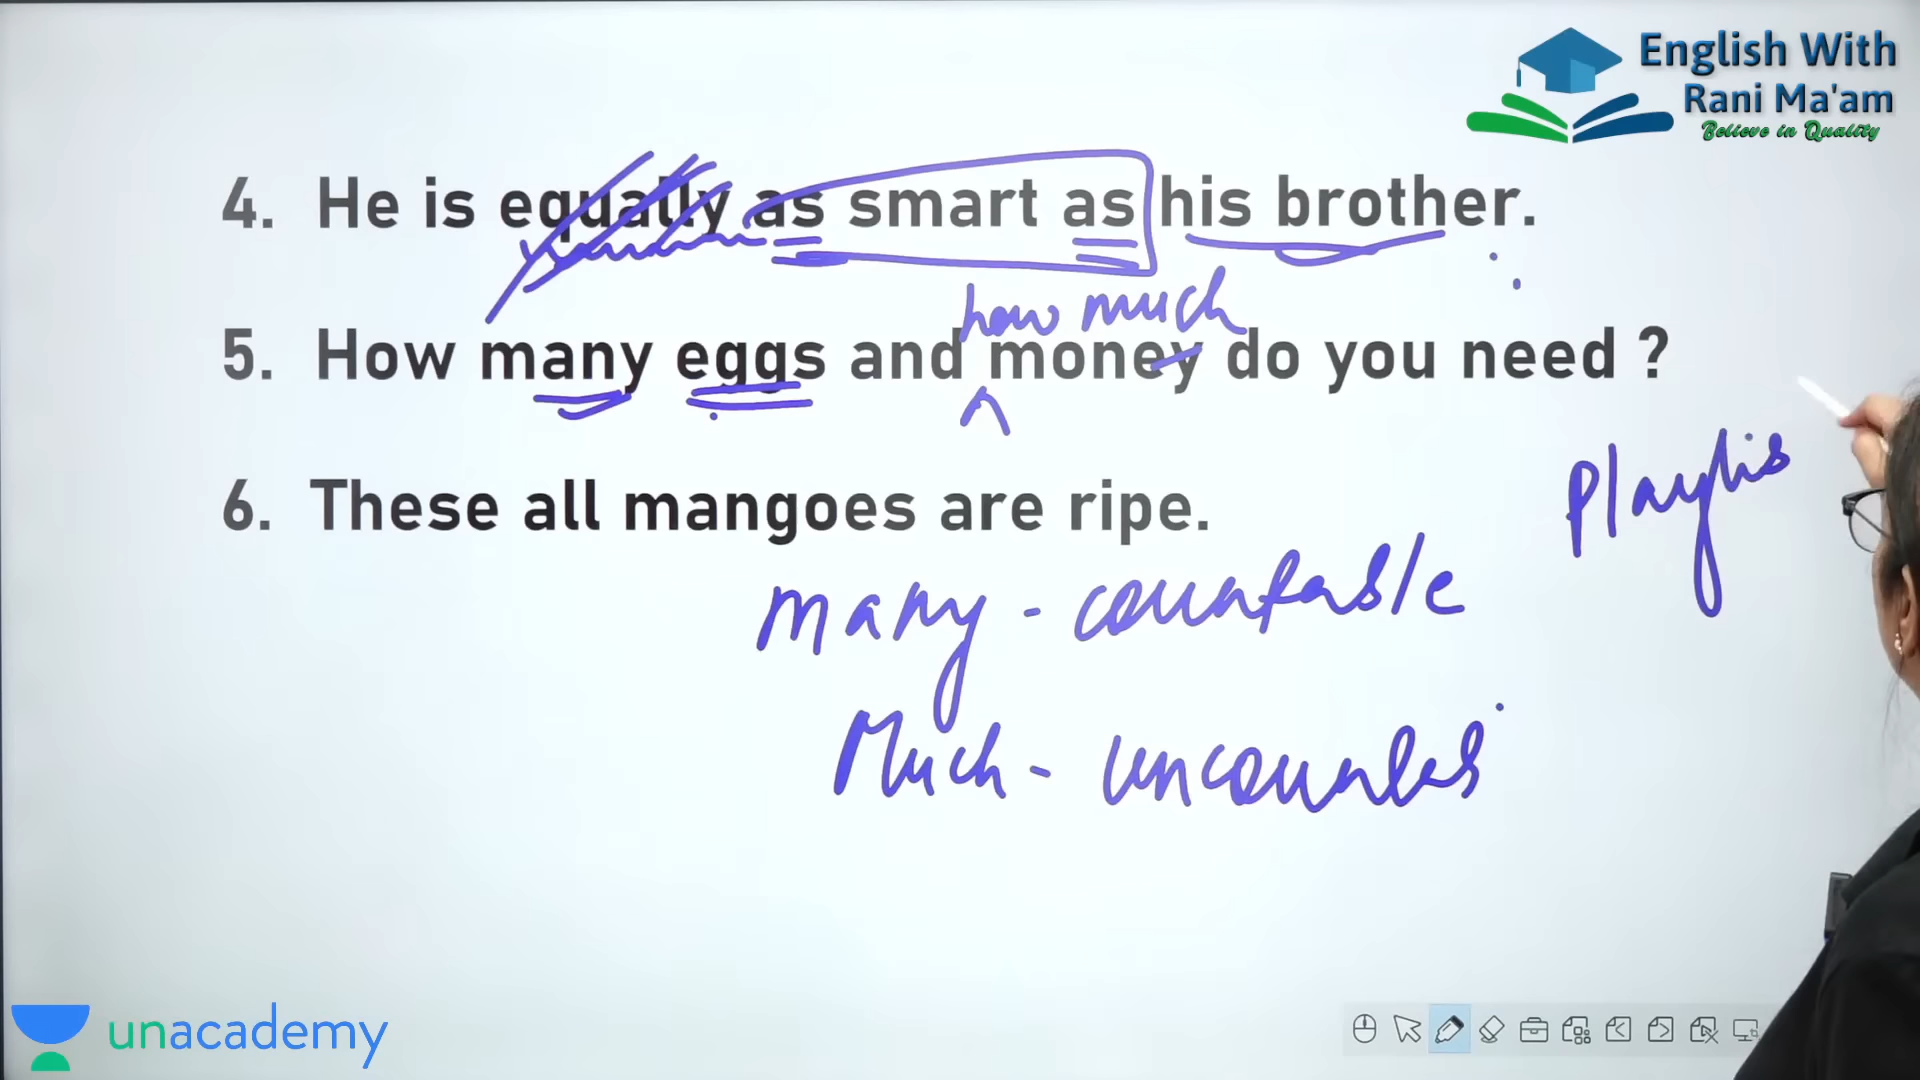 English With
Rani Ma'am
Believe in Quality
4. He is equally as smart as his brother.
how much
5. How many eggs and money do you need ?
Playlis
6. These all mangoes are ripe.
many - countable
Much - uncountab
unacademy